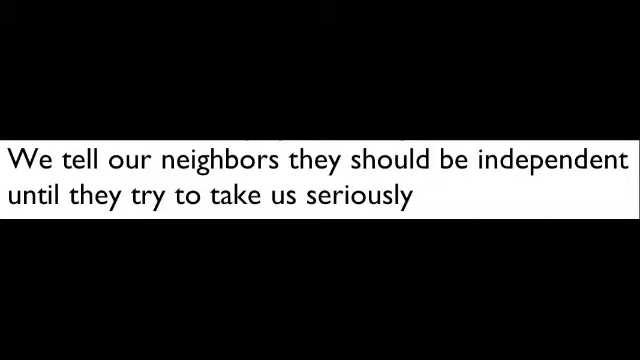 We tell our neighbors they should be independent
until they try to take us seriously